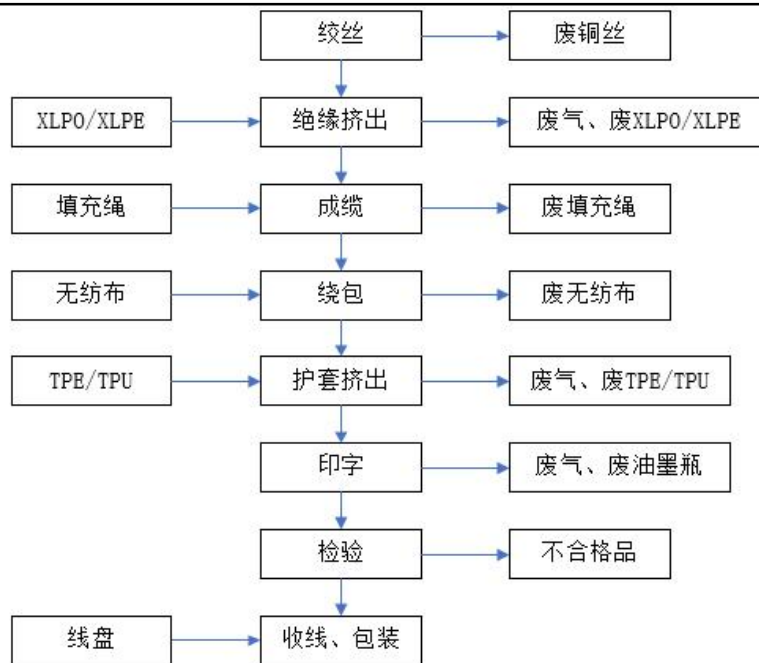 绞丝
废铜丝
XLPO/XLPE
绝缘挤出
废气、废XLPO/XLPE
填充绳
成缆
废填充绳
无纺布
绕包
废无纺布
TPE/TPU
护套挤出
废气、废TPE/TPU
印字
废气、废油墨瓶
检验
不合格品
线盘
收线、包装